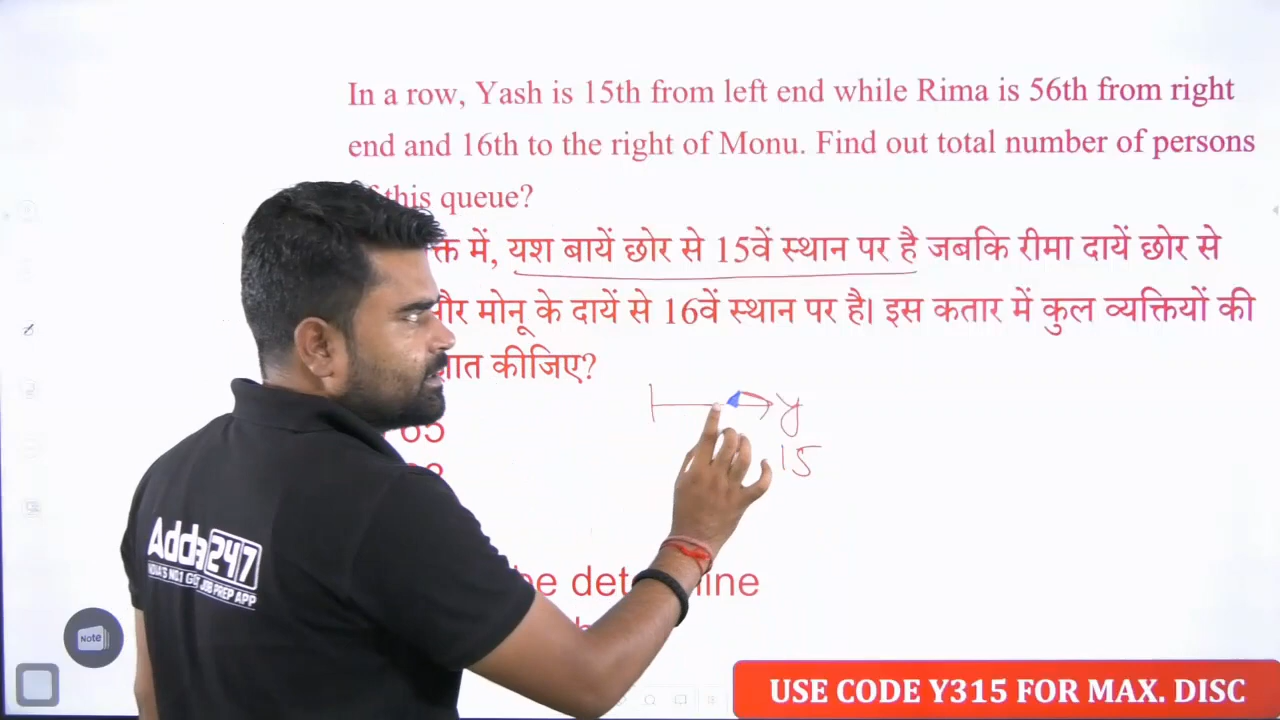 In a row, Yash is 15th from left end while Rima is 56th from right
end and 16th to the right of Monu. Find out total number of persons
this queue?
में, यश बायें छोर से 15वें स्थान पर है जबकि रीमा दायें छोर से
मोनू के दायें से 16वें स्थान पर है। इस कतार में कुल व्यक्तियों की
कीजिए?
y
65
15
Adda247
be
NOTE
USE CODE Y315 FOR MAX. DISC